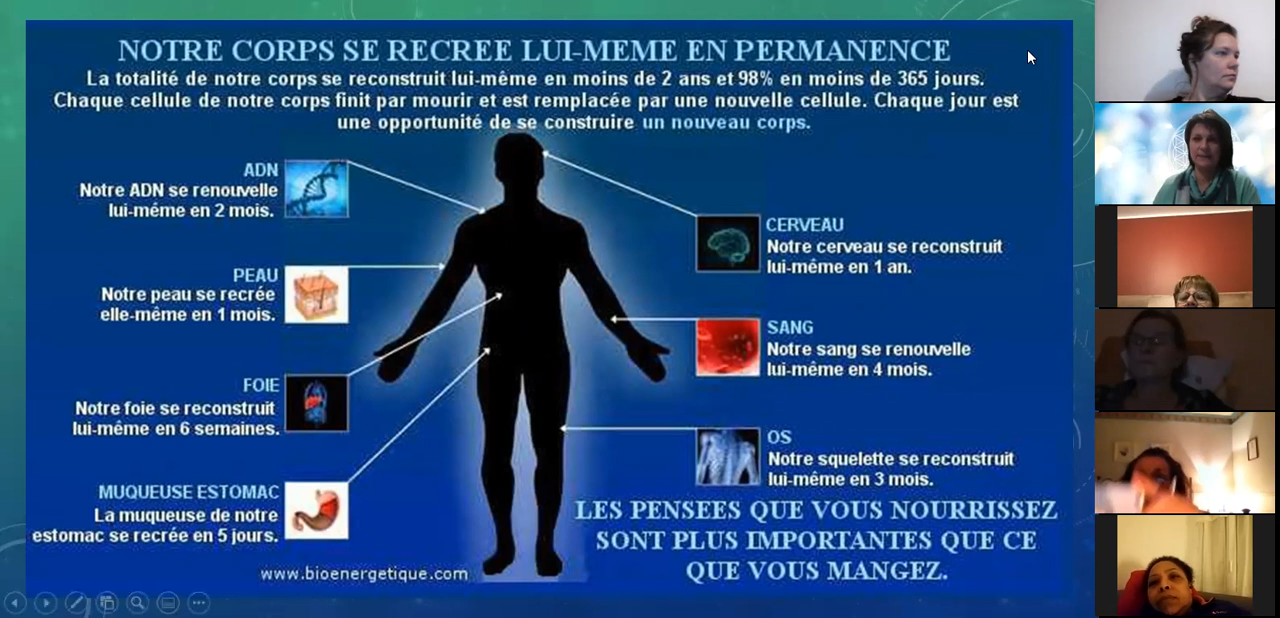 NOTRE CORPS SE RECREE LUI-MEME EN PERMANENCE
La totalité de notre corps se reconstruit lui-même en moins de 2 ans et 98% en moins de 365 jours.
Chaque cellule de notre corps finit par mourir et est remplacée par une nouvelle cellule. Chaque jour est
une opportunité de se construire un nouveau corps.
ADN
Notre ADN se renouvelle
lui-même en 2 mois.
PEAU
Notre peau se recrée
elle-même en 1 mois.
FOIE
Notre foie se reconstruit
lui-même en 6 semaines.
MUQUEUSE ESTOMAC
La muqueuse de notre
estomac se recrée en 5 jours.
CERVEAU
Notre cerveau se reconstruit
lui-même en 1 an.
SANG
Notre sang se renouvelle
lui-même en 4 mois.
OS
Notre squelette se reconstruit
lui-même en 3 mois.
LES PENSEES QUE VOUS NOURRISSEZ
SONT PLUS IMPORTANTES QUE CE
QUE VOUS MANGEZ.
www.bioenergetique.com